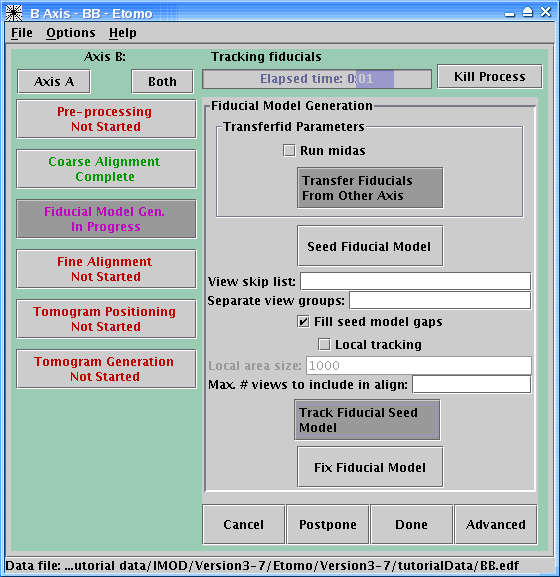 B Axis - BB - Etomo
File Options Help
Axis B:
Tracking fiducials
Axis A
Both
Elapsed time: 0:01
Kill Process
Pre-processing
Not Started
Coarse Alignment
Complete
Fiducial Model Gen.
In Progress
Fine Alignment
Not Started
Tomogram Positioning
Not Started
Tomogram Generation
Not Started
Fiducial Model Generation
Transferfid Parameters
Run midas
Transfer Fiducials
From Other Axis
Seed Fiducial Model
View skip list:
Separate view groups:
Fill seed model gaps
Local tracking
Local area size: 1000
Max. # views to include in align:
Track Fiducial Seed
Model
Fix Fiducial Model
Cancel
Postpone
Done
Advanced
Data file: ...utorial data/IMOD/Version3-7/Etomo/Version3-7/tutorialData/BB.edf